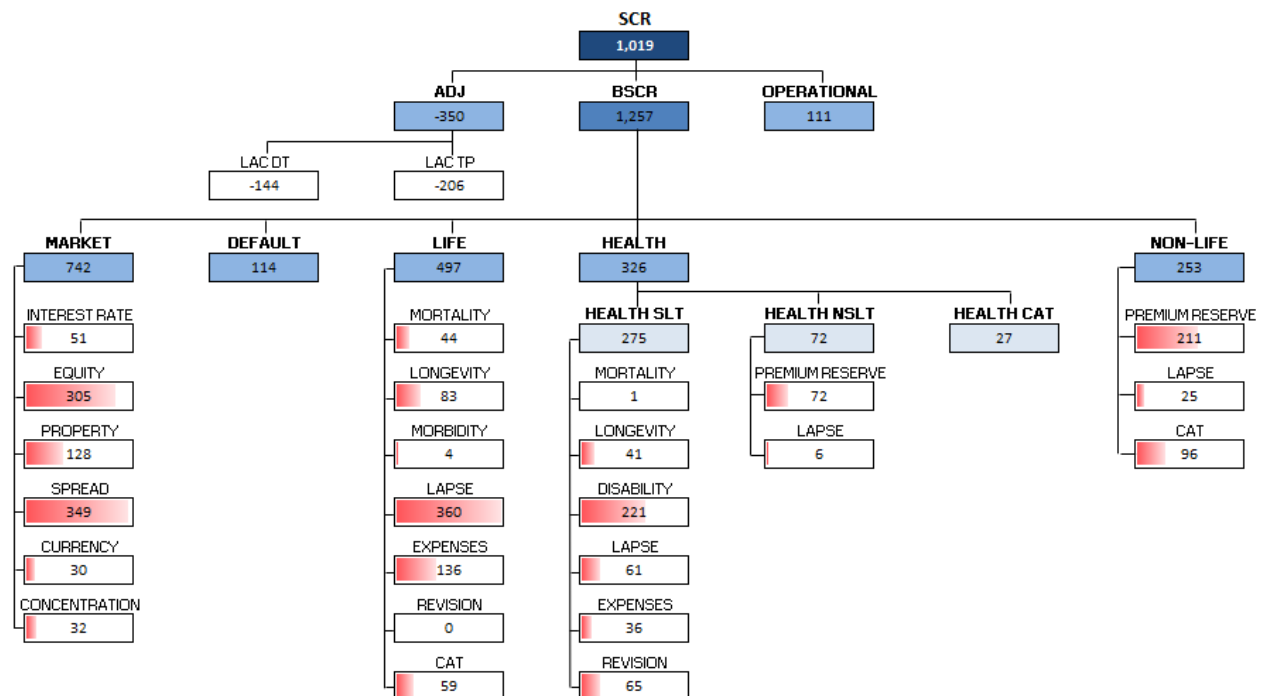 SCR
1,019
ADJ BSCR OPERATIONAL
-350 1,257 111
LAC DT LAC TP
-144 -206
MARKET DEFAULT LIFE HEALTH NON-LIFE
742 114 497 326 253
INTEREST RATE MORTALITY HEALTH SLT HEALTH NSLT HEALTH CAT PREMIUM RESERVE
51 44 275 72 27 211
EQUITY LONGEVITY MORTALITY PREMIUM RESERVE LAPSE
305 83 1 72 25
PROPERTY MORBIDITY LONGEVITY LAPSE CAT
128 4 41 6 96
SPREAD LAPSE DISABILITY
349 360 221
CURRENCY EXPENSES LAPSE
30 136 61
CONCENTRATION REVISION EXPENSES
32 0 36
CAT REVISION
59 65